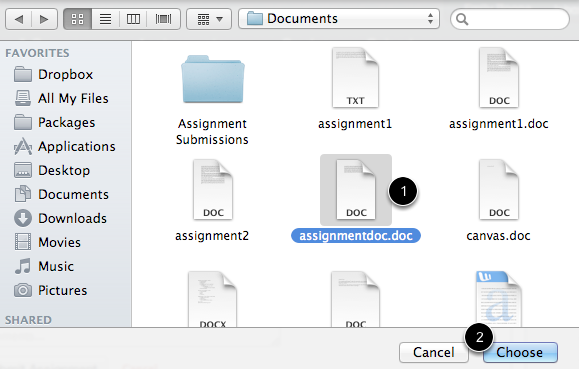 Documents
FAVORITES
Dropbox
All My Files
Packages
Applications
Desktop
Documents
Downloads
Movies
Music
Pictures
SHARED
TXT
DOC
Assignment
Submissions
assignment1
assignment1.doc
DOC
DOC
1
assignment2
assignmentdoc.doc
canvas.doc
DOCX
DOC
W
a
2
Cancel
Choose